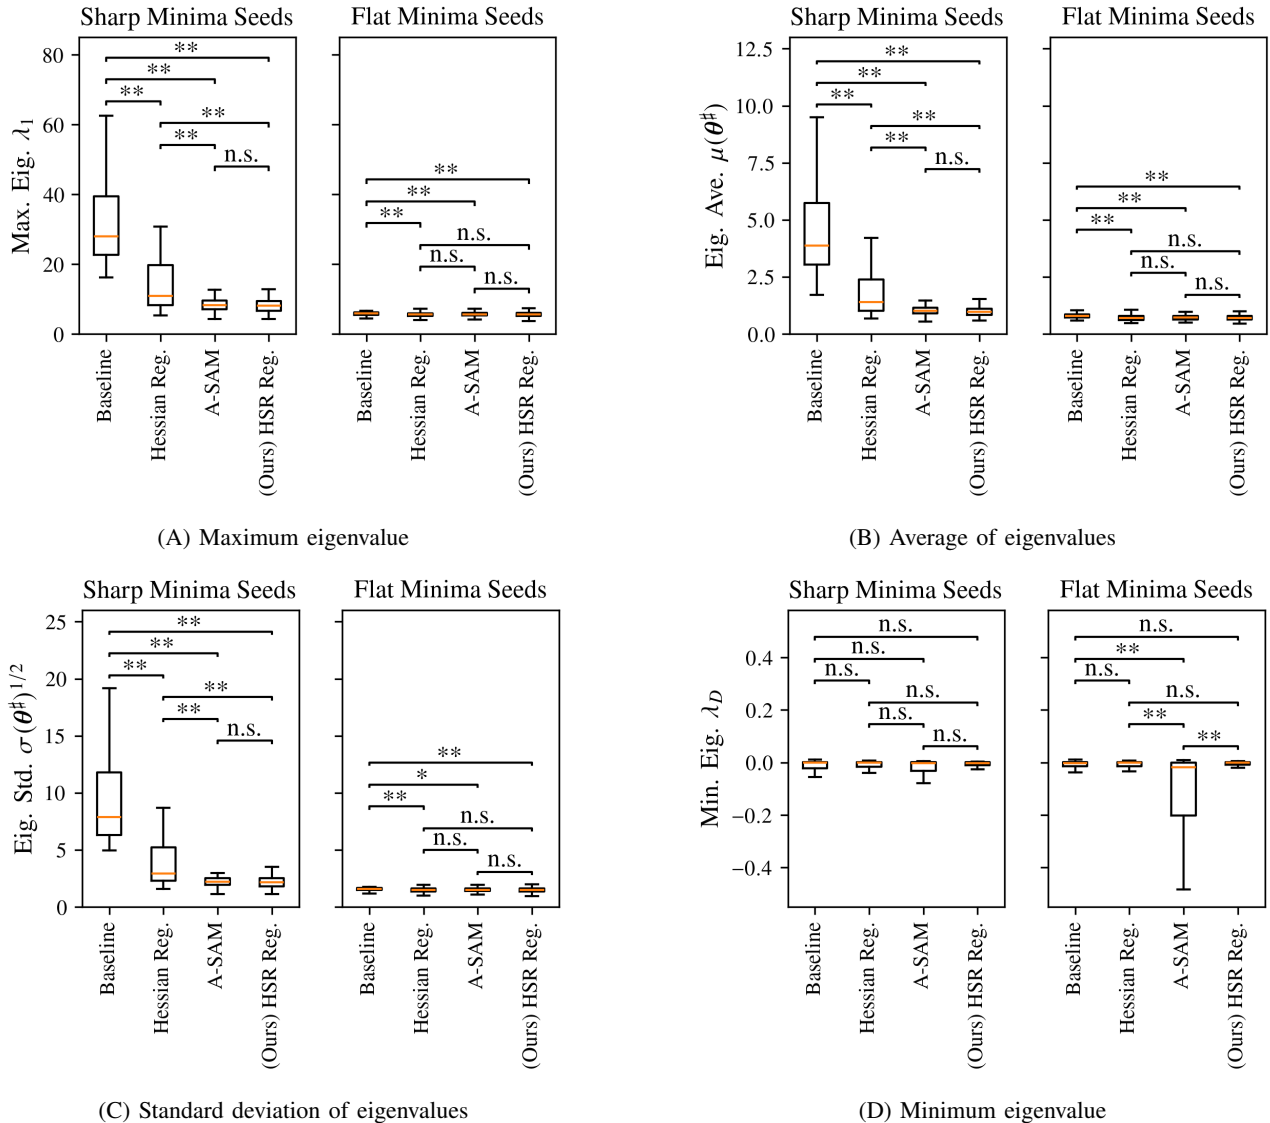 Sharp Minima Seeds
Flat Minima Seeds
Max. Eig. λ1
80
60
40
20
0
**
**
**
**
**
n.s.
**
**
**
n.s.
n.s.
n.s.
Baseline
Hessian Reg.
A-SAM
(Ours) HSR Reg.
Baseline
Hessian Reg.
A-SAM
(Ours) HSR Reg.
(A) Maximum eigenvalue
Sharp Minima Seeds
Flat Minima Seeds
Eig. Ave. μ(θ♯)
12.5
10.0
7.5
5.0
2.5
0.0
**
**
**
**
**
n.s.
**
**
**
n.s.
n.s.
n.s.
Baseline
Hessian Reg.
A-SAM
(Ours) HSR Reg.
Baseline
Hessian Reg.
A-SAM
(Ours) HSR Reg.
(B) Average of eigenvalues
Sharp Minima Seeds
Flat Minima Seeds
Eig. Std. σ(θ♯)1/2
25
20
15
10
5
0
**
**
**
**
**
n.s.
**
*
**
n.s.
n.s.
n.s.
Baseline
Hessian Reg.
A-SAM
(Ours) HSR Reg.
Baseline
Hessian Reg.
A-SAM
(Ours) HSR Reg.
(C) Standard deviation of eigenvalues
Sharp Minima Seeds
Flat Minima Seeds
Min. Eig. λD
0.4
0.2
0.0
−0.2
−0.4
n.s.
n.s.
n.s.
n.s.
n.s.
n.s.
n.s.
**
n.s.
n.s.
**
**
Baseline
Hessian Reg.
A-SAM
(Ours) HSR Reg.
Baseline
Hessian Reg.
A-SAM
(Ours) HSR Reg.
(D) Minimum eigenvalue